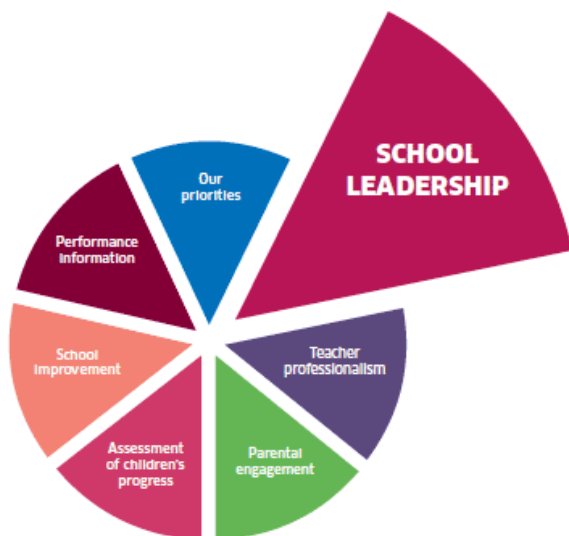 SCHOOL
LEADERSHIP
Our
priorities
Performance
information
School
improvement
Teacher
professionalism
Assessment
of children's
progress
Parental
engagement